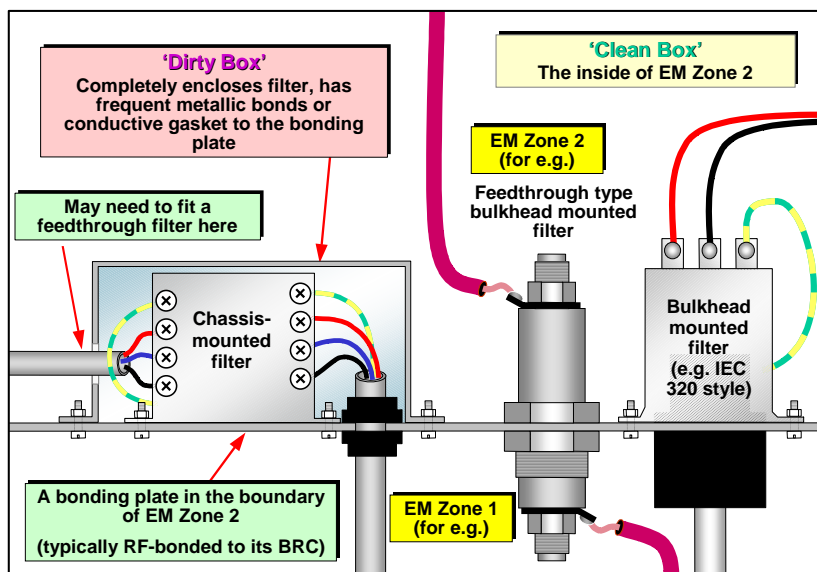 ‘Dirty Box’
Completely encloses filter, has
frequent metallic bonds or
conductive gasket to the bonding
plate
‘Clean Box’
The inside of EM Zone 2
EM Zone 2
(for e.g.)
Feedthrough type
bulkhead mounted
filter
May need to fit a
feedthrough filter here
Chassis-
mounted
filter
Bulkhead
mounted
filter
(e.g. IEC
320 style)
A bonding plate in the boundary
of EM Zone 2
(typically RF-bonded to its BRC)
EM Zone 1
(for e.g.)